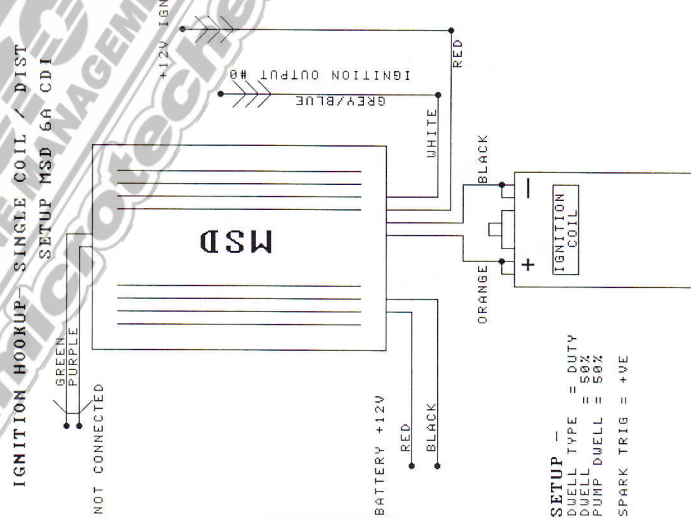 IGNITION HOOKUP- SINGLE COIL / DIST
SETUP MSD 6A CDI
GREEN
PURPLE
NOT CONNECTED
+12V IGN
IGNITION OUTPUT #0
GREY/BLUE
WHITE
RED
MSD
BLACK
ORANGE
- 
+
IGNITION
COIL
BATTERY +12V
RED
BLACK
SETUP -
DWELL TYPE = DUTY
DWELL = 50%
PUMP DWELL = 50%
SPARK TRIG = +VE
microtech